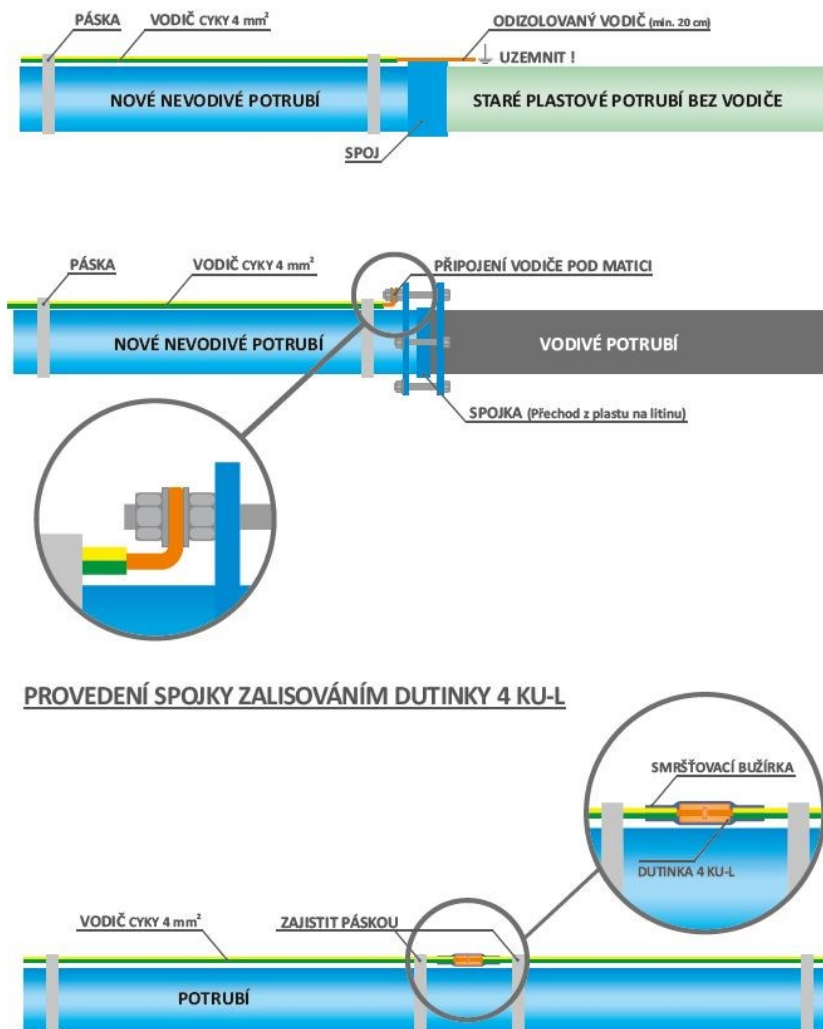 PÁSKA
VODIČ CYKY 4 mm²
ODIZOLOVANÝ VODIČ (min. 20 cm)
UZEMNIT !
NOVÉ NEVODIVÉ POTRUBÍ
STARÉ PLASTOVÉ POTRUBÍ BEZ VODIČE
SPOJ
PÁSKA
VODIČ CYKY 4 mm²
PŘIPOJENÍ VODIČE POD MATICI
NOVÉ NEVODIVÉ POTRUBÍ
VODIVÉ POTRUBÍ
SPOJKA (Přechod z plastu na litinu)
PROVEDENÍ SPOJKY ZALISOVÁNÍM DUTINKY 4 KU-L
SMRŠŤOVACÍ BUŽÍRKA
DUTINKA 4 KU-L
VODIČ CYKY 4 mm²
ZAJISTIT PÁSKOU
POTRUBÍ